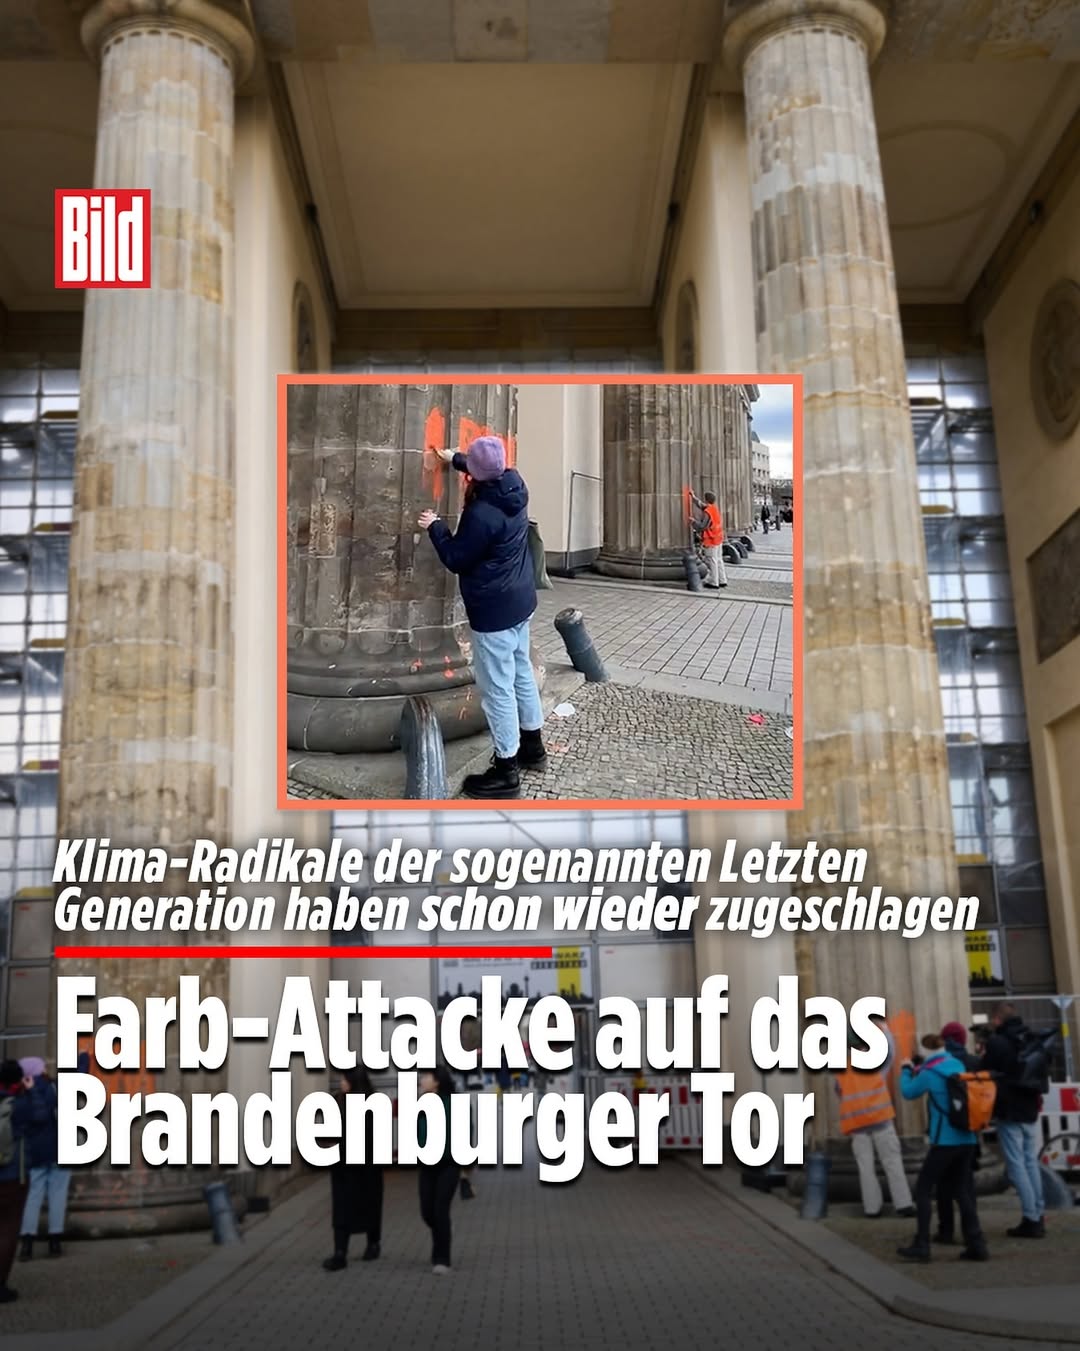 Bild
Klima-Radikale der sogenannten Letzten
Generation haben schon wieder zugeschlagen
Farb-Attacke auf das
Brandenburger Tor